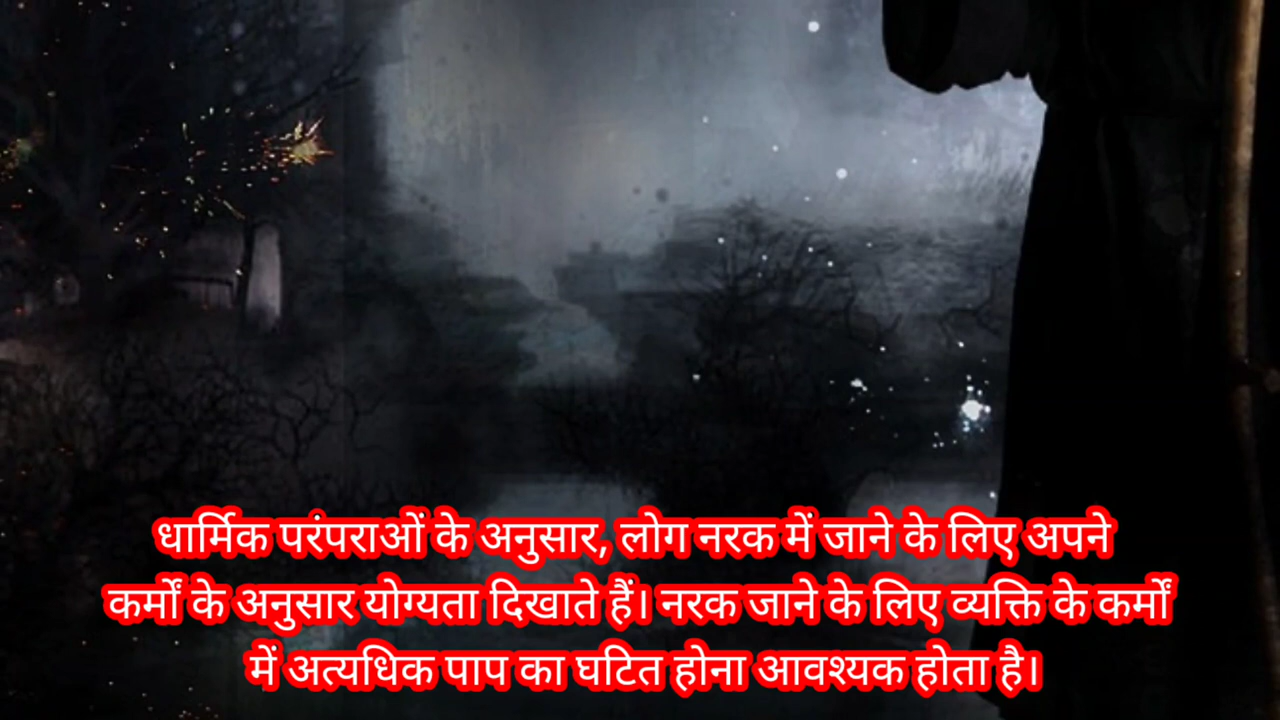 धार्मिक परंपराओं के अनुसार, लोग नरक में जाने के लिए अपने
कर्मों के अनुसार योग्यता दिखाते हैं। नरक जाने के लिए व्यक्ति के कर्मों
में अत्यधिक पाप का घटित होना आवश्यक होता है।